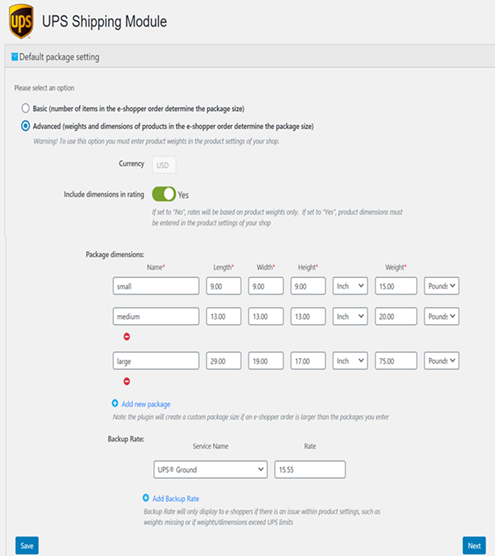 ups UPS Shipping Module
Default package setting
Please select an option
Basic (number of items in the e-shopper order determine the package size)
Advanced (weights and dimensions of products in the e-shopper order determine the package size)
Warning! To use this option you must enter product weights in the product settings of your shop.
Currency USD
Include dimensions in rating Yes
If set to "No", rates will be based on product weights only. If set to "Yes", product dimensions must
be entered in the product settings of your shop
Package dimensions:
Name* Length* Width* Height* Weight*
small 9.00 9.00 9.00 Inch 15.00 Pounds
medium 13.00 13.00 13.00 Inch 20.00 Pounds
large 29.00 19.00 17.00 Inch 75.00 Pounds
Add new package
Note: the plugin will create a custom package size if an e-shopper order is larger than the packages you enter
Backup Rate:
Service Name Rate
UPS® Ground 15.55
Add Backup Rate
Backup Rate will only display to e-shoppers if there is an issue within product settings, such as
weights missing or if weights/dimensions exceed UPS limits
Save Next